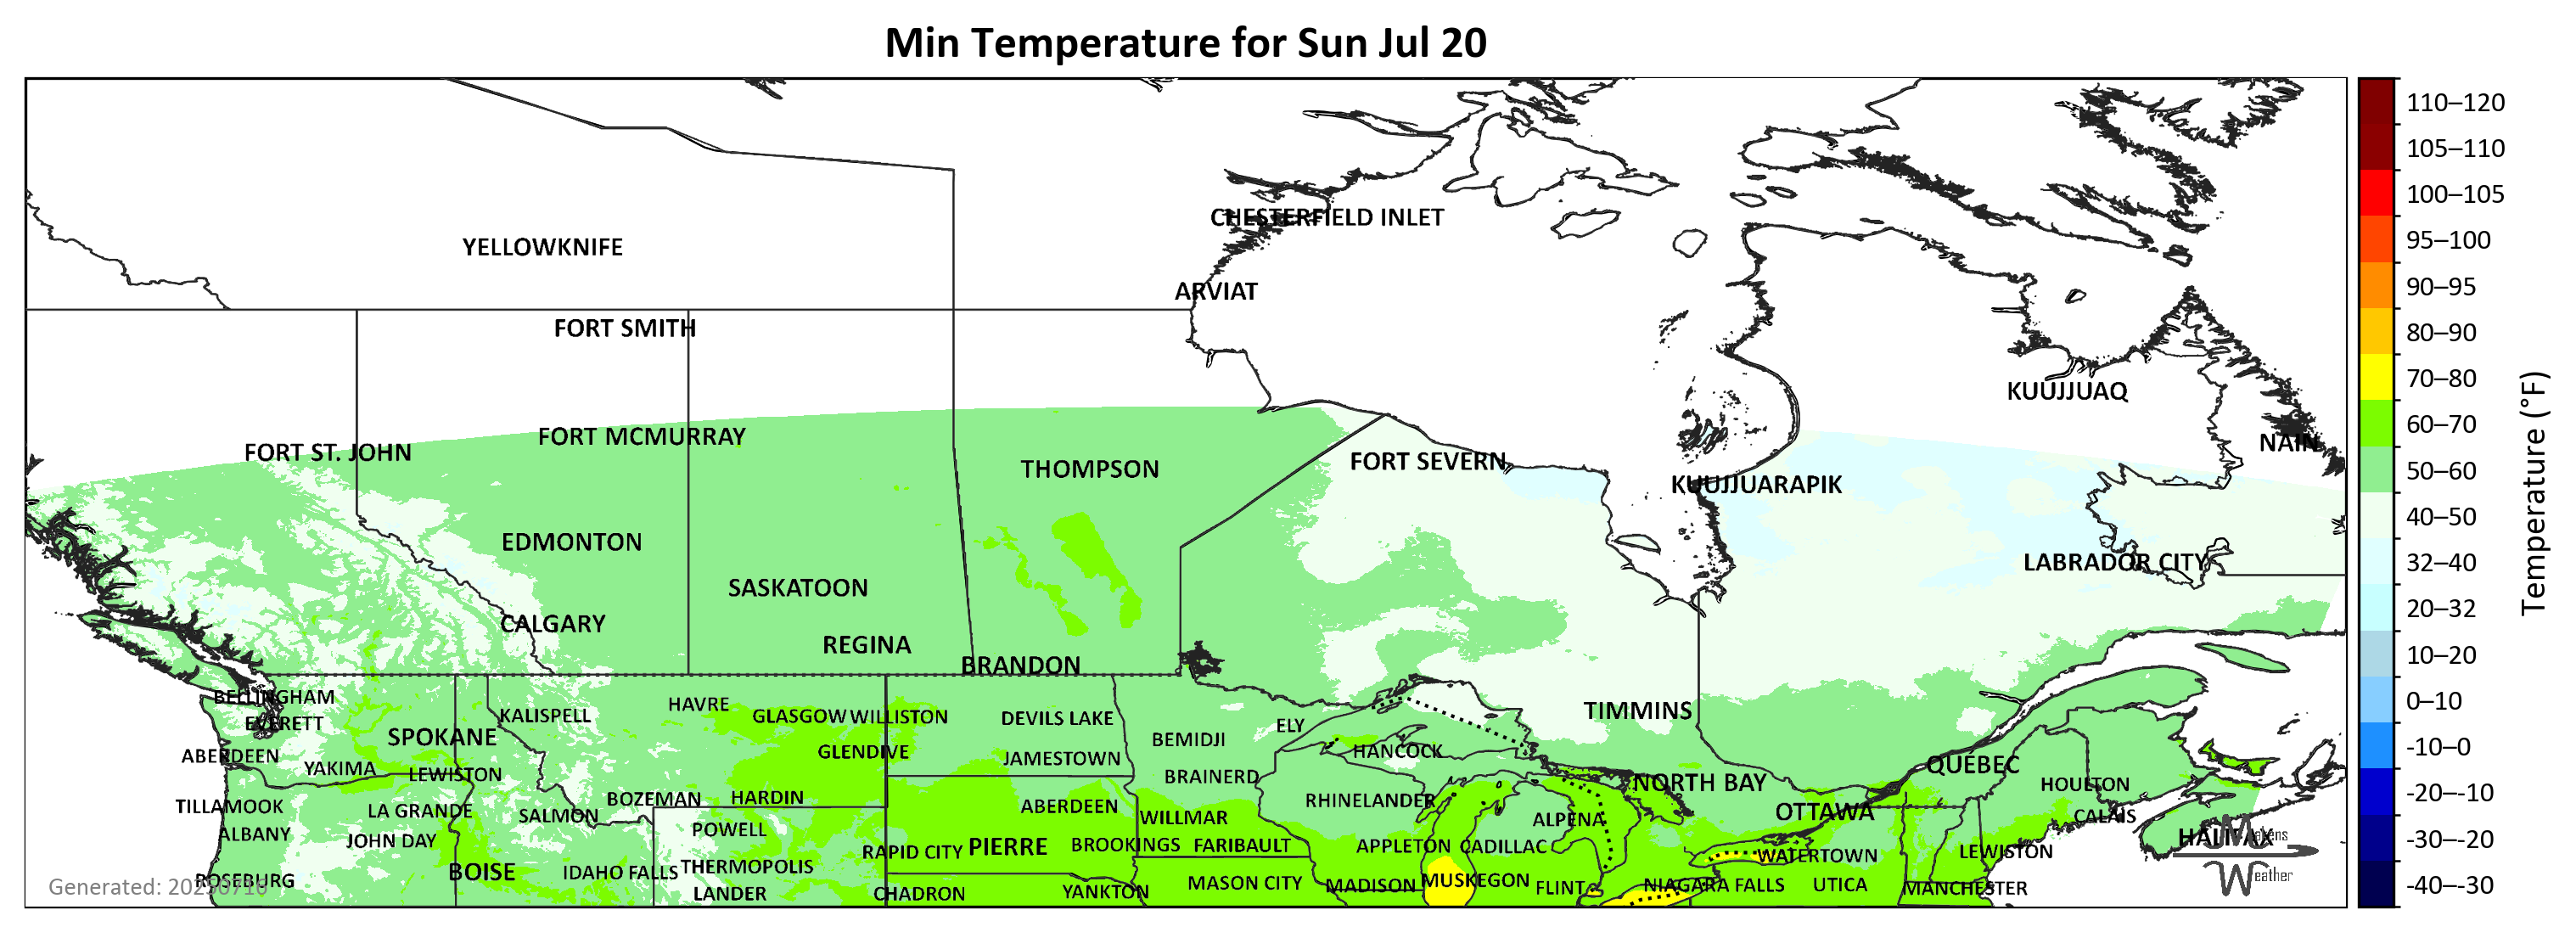 Min Temperature for Sun Jul 20
110–120
105–110
100–105
95–100
90–95
80–90
70–80
60–70
50–60
40–50
32–40
20–32
10–20
0–10
-10–0
-20–-10
-30–-20
-40–-30
Temperature (°F)
CHESTERFIELD INLET
YELLOWKNIFE
ARVIAT
FORT SMITH
KUUJJUAQ
FORT MCMURRAY
NAIN
FORT ST. JOHN
FORT SEVERN
THOMPSON
KUUJJUARAPIK
EDMONTON
LABRADOR CITY
SASKATOON
CALGARY
REGINA
BRANDON
BELLINGHAM
HAVRE
TIMMINS
KALISPELL
GLASGOW
WILLISTON
DEVILS LAKE
EVERETT
ELY
SPOKANE
BEMIDJI
GLENDIVE
HANCOCK
ABERDEEN
JAMESTOWN
QUÉBEC
YAKIMA
LEWISTON
BRAINERD
NORTH BAY
HOULTON
BOZEMAN
HARDIN
RHINELANDER
TILLAMOOK
LA GRANDE
ABERDEEN
OTTAWA
SALMON
WILLMAR
ALPENA
CALAIS
ALBANY
POWELL
HALIFAX
JOHN DAY
PIERRE
BROOKINGS
FARIBAULT
APPLETON
CADILLAC
RAPID CITY
LEWISTON
WATERTOWN
THERMOPOLIS
BOISE
IDAHO FALLS
ROSEBURG
MUSKEGON
MASON CITY
MADISON
NIAGARA FALLS
UTICA
FLINT
MANCHESTER
LANDER
CHADRON
YANKTON
Generated: 20250716
Makens
Weather